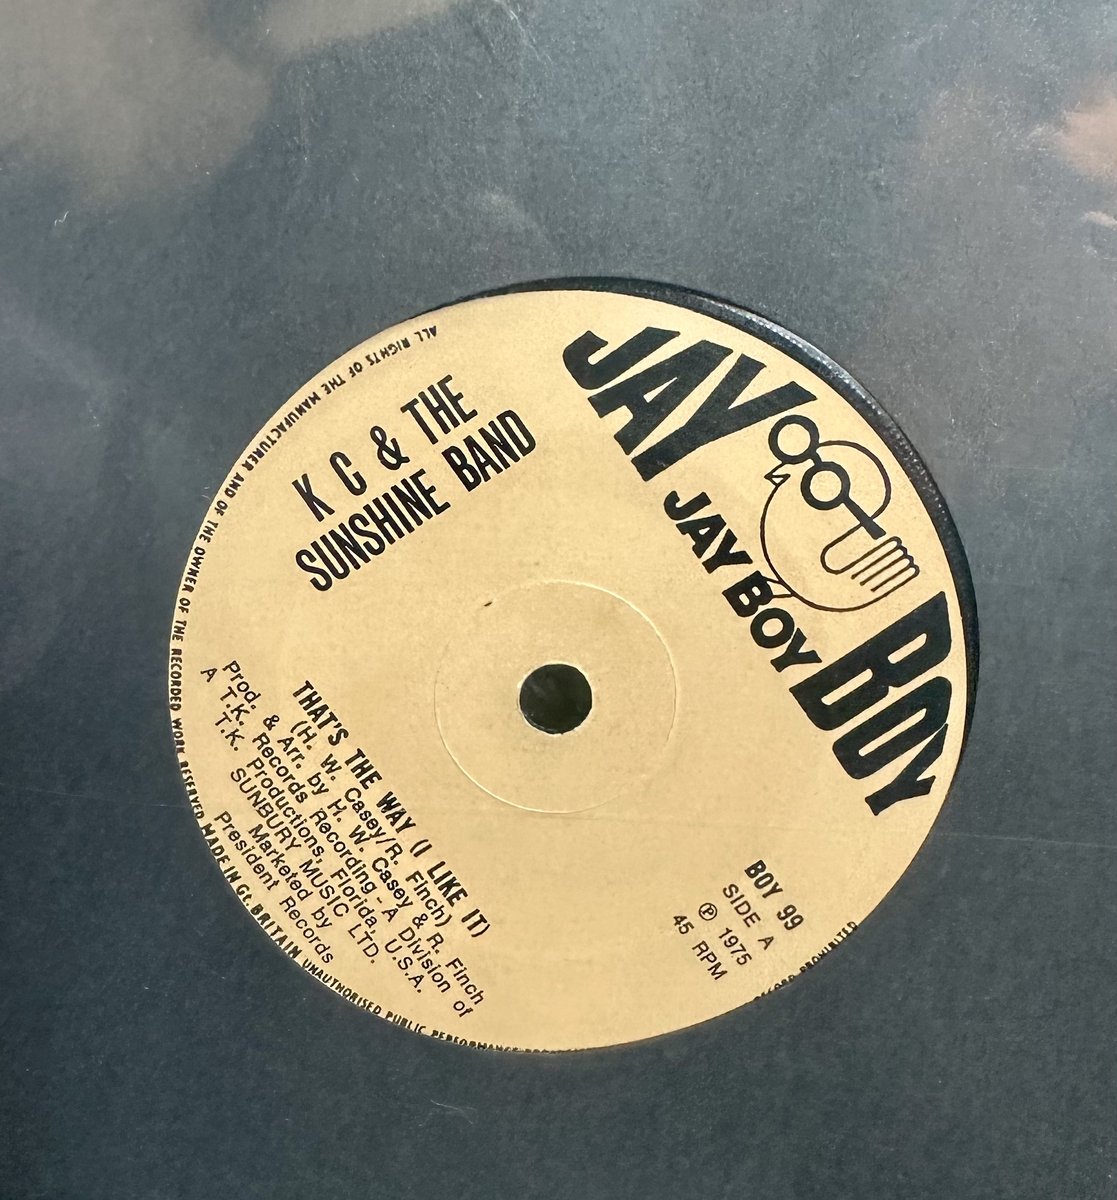 JAY BOY
JAY BOY
K C & THE
SUNSHINE BAND
BOY 99
SIDE A
Ⓟ 1975
45 RPM
THAT'S THE WAY (I LIKE IT)
(H. W. Casey/R. Finch)
Prod. & Arr. by H. W. Casey & R. Finch
A T.K. Records Recording - A Division of
T.K. Productions, Florida, U.S.A.
SUNBURY MUSIC LTD.
Marketed by
President Records
ALL RIGHTS OF THE MANUFACTURER AND OF THE OWNER OF THE RECORDED WORK RESERVED MADE IN Gt. BRITAIN UNAUTHORISED PUBLIC PERFORMANCE PROHIBITED